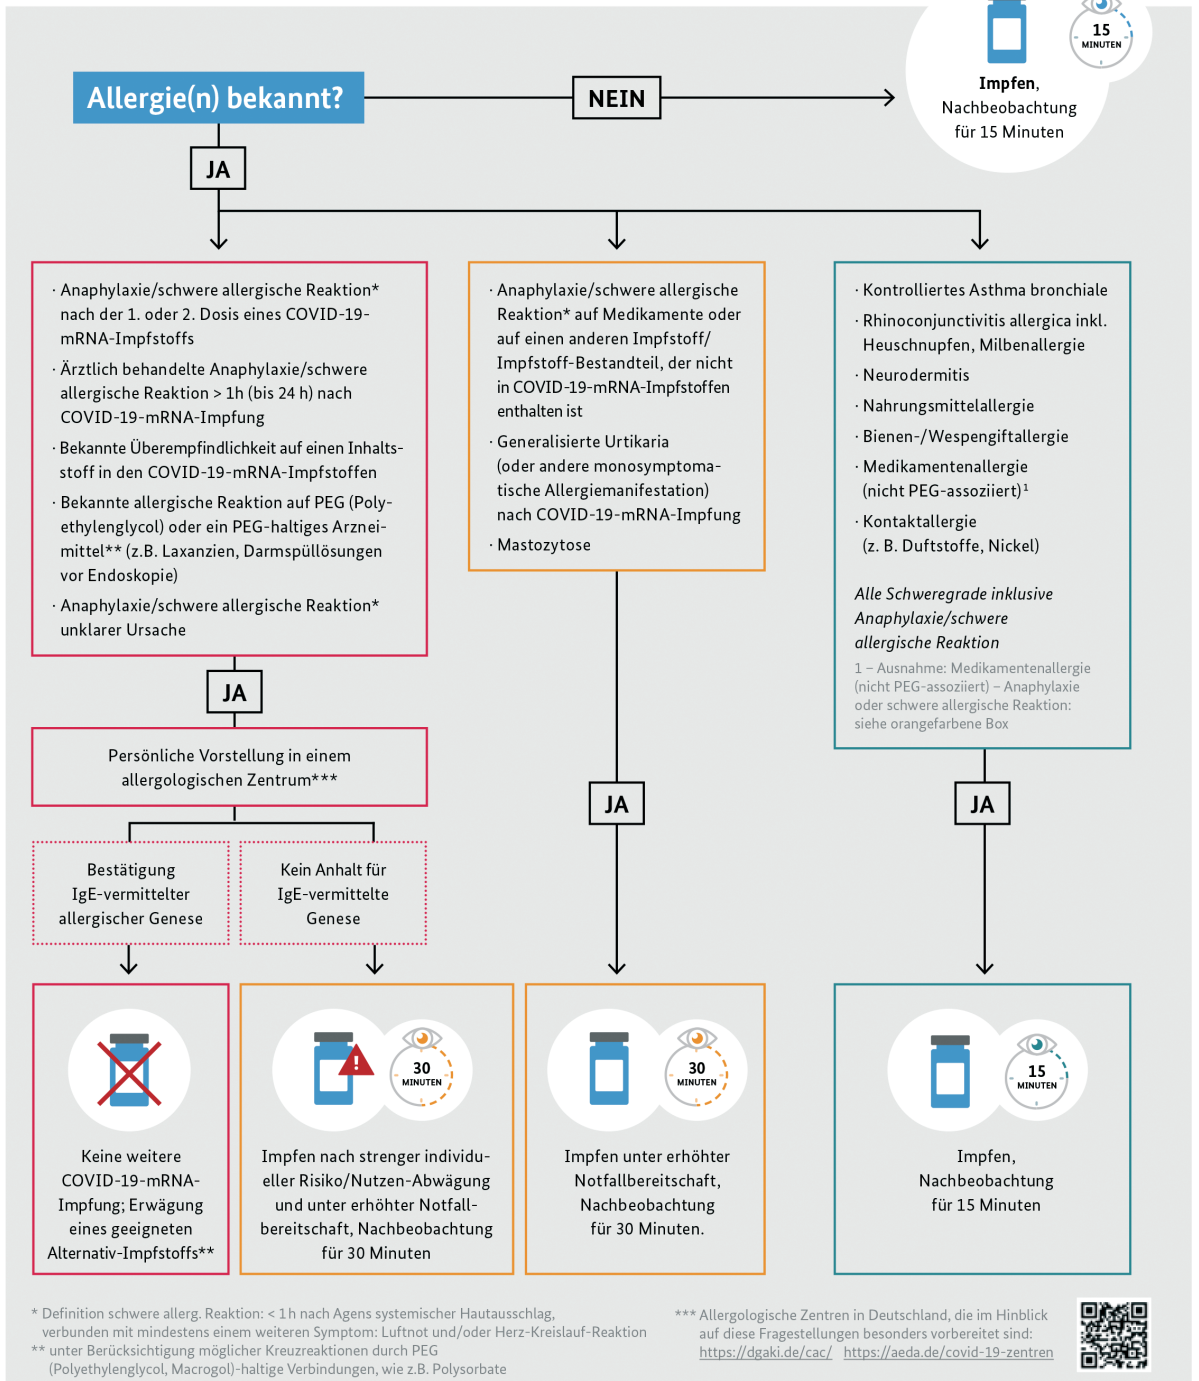 15
MINUTEN
Impfen,
Nachbeobachtung
für 15 Minuten
Allergie(n) bekannt?
NEIN
JA
· Anaphylaxie/schwere allergische Reaktion*
nach der 1. oder 2. Dosis eines COVID-19-
mRNA-Impfstoffs
· Ärztlich behandelte Anaphylaxie/schwere
allergische Reaktion > 1h (bis 24 h) nach
COVID-19-mRNA-Impfung
· Bekannte Überempfindlichkeit auf einen Inhalts-
stoff in den COVID-19-mRNA-Impfstoffen
· Bekannte allergische Reaktion auf PEG (Poly-
ethylenglycol) oder ein PEG-haltiges Arznei-
mittel** (z.B. Laxanzien, Darmspüllösungen
vor Endoskopie)
· Anaphylaxie/schwere allergische Reaktion*
unklarer Ursache
· Anaphylaxie/schwere allergische
Reaktion* auf Medikamente oder
auf einen anderen Impfstoff/
Impfstoff-Bestandteil, der nicht
in COVID-19-mRNA-Impfstoffen
enthalten ist
· Generalisierte Urtikaria
(oder andere monosymptoma-
tische Allergiemanifestation)
nach COVID-19-mRNA-Impfung
· Mastozytose
· Kontrolliertes Asthma bronchiale
· Rhinoconjunctivitis allergica inkl.
Heuschnupfen, Milbenallergie
· Neurodermitis
· Nahrungsmittelallergie
· Bienen-/Wespengiftallergie
· Medikamentenallergie
(nicht PEG-assoziiert)¹
· Kontaktallergie
(z. B. Duftstoffe, Nickel)
Alle Schweregrade inklusive
Anaphylaxie/schwere
allergische Reaktion
1 – Ausnahme: Medikamentenallergie
(nicht PEG-assoziiert) – Anaphylaxie
oder schwere allergische Reaktion:
siehe orangefarbene Box
JA
Persönliche Vorstellung in einem
allergologischen Zentrum***
JA
JA
Bestätigung
IgE-vermittelter
allergischer Genese
Kein Anhalt für
IgE-vermittelte
Genese
Keine weitere
COVID-19-mRNA-
Impfung; Erwägung
eines geeigneten
Alternativ-Impfstoffs**
!
30
MINUTEN
Impfen nach strenger individu-
eller Risiko/Nutzen-Abwägung
und unter erhöhter Notfall-
bereitschaft, Nachbeobachtung
für 30 Minuten
30
MINUTEN
Impfen unter erhöhter
Notfallbereitschaft,
Nachbeobachtung
für 30 Minuten.
15
MINUTEN
Impfen,
Nachbeobachtung
für 15 Minuten
* Definition schwere allerg. Reaktion: < 1 h nach Agens systemischer Hautausschlag,
verbunden mit mindestens einem weiteren Symptom: Luftnot und/oder Herz-Kreislauf-Reaktion
** unter Berücksichtigung möglicher Kreuzreaktionen durch PEG
(Polyethylenglycol, Macrogol)-haltige Verbindungen, wie z.B. Polysorbate
*** Allergologische Zentren in Deutschland, die im Hinblick
auf diese Fragestellungen besonders vorbereitet sind:
https://dgaki.de/cac/ https://aeda.de/covid-19-zentren